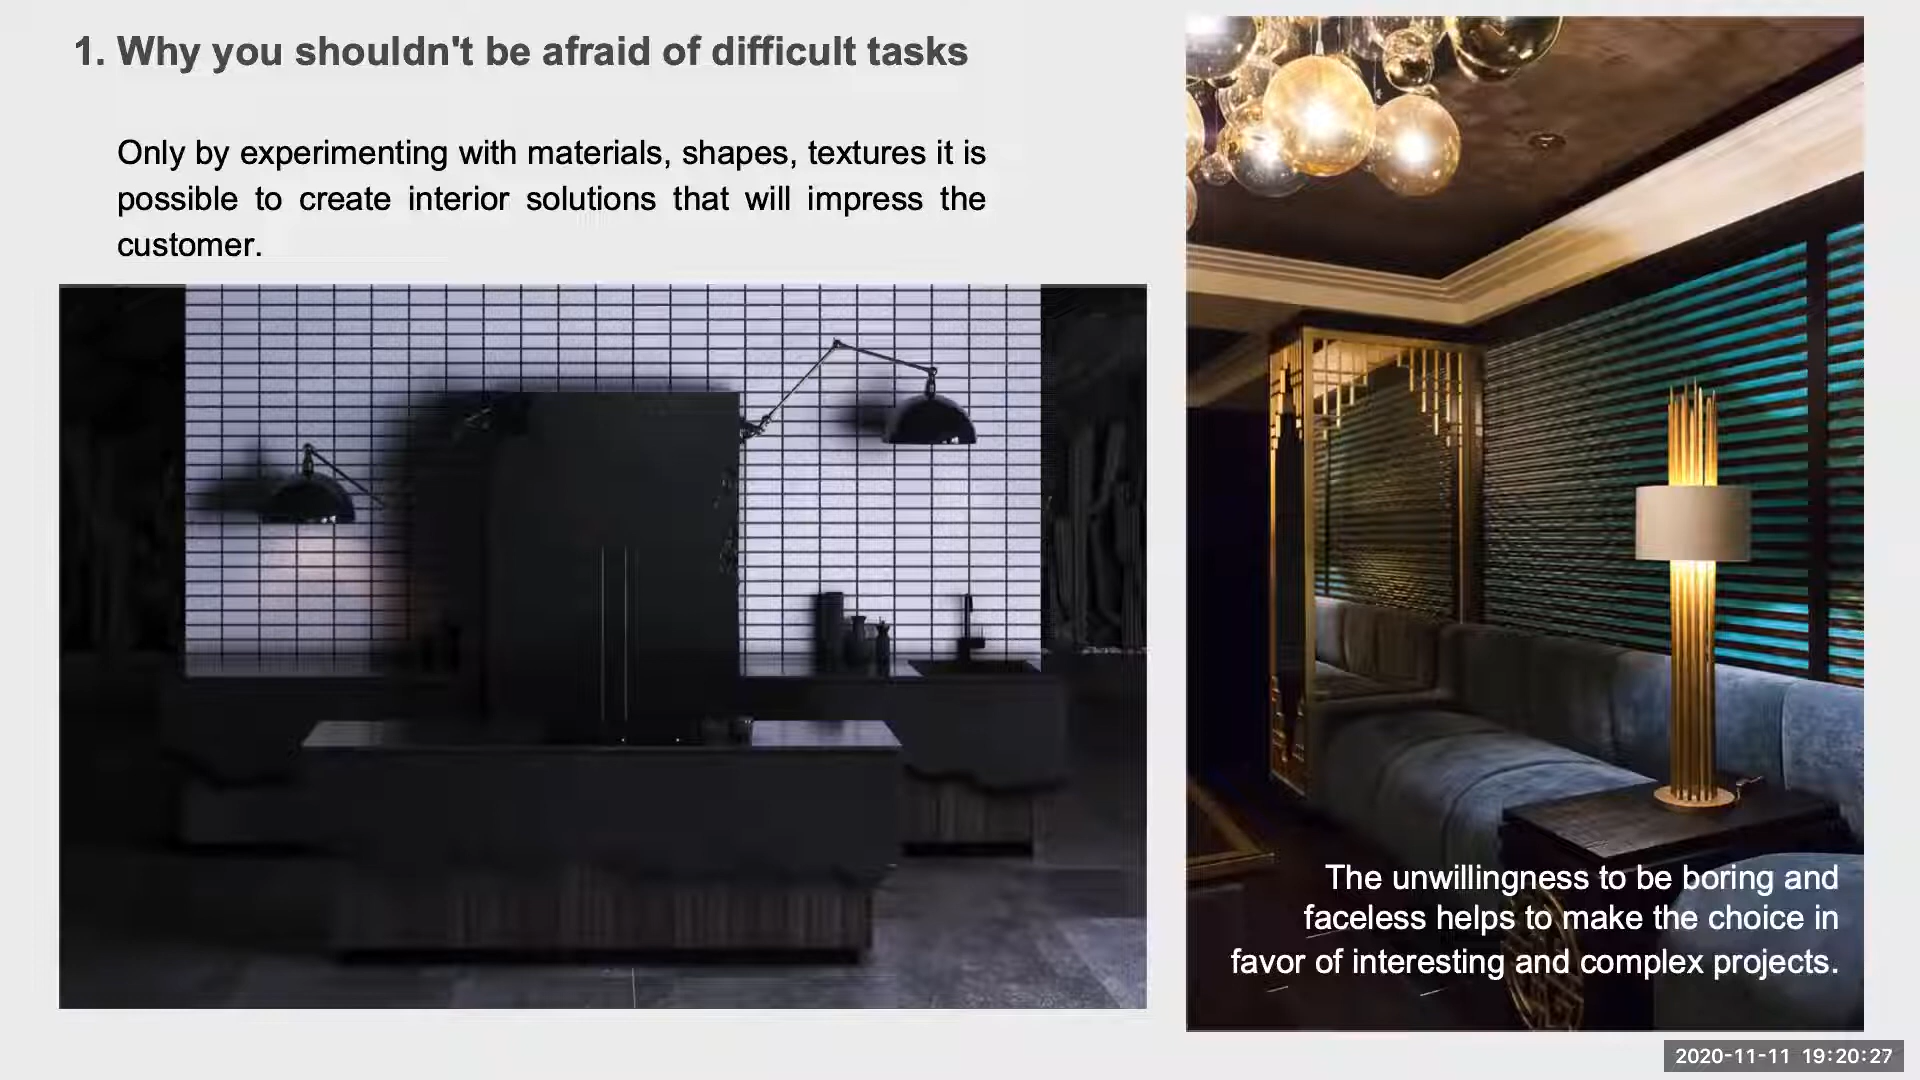 1. Why you shouldn't be afraid of difficult tasks
Only by experimenting with materials, shapes, textures it is
possible to create interior solutions that will impress the
customer.
The unwillingness to be boring and
faceless helps to make the choice in
favor of interesting and complex projects.
2020-11-11 19:20:27